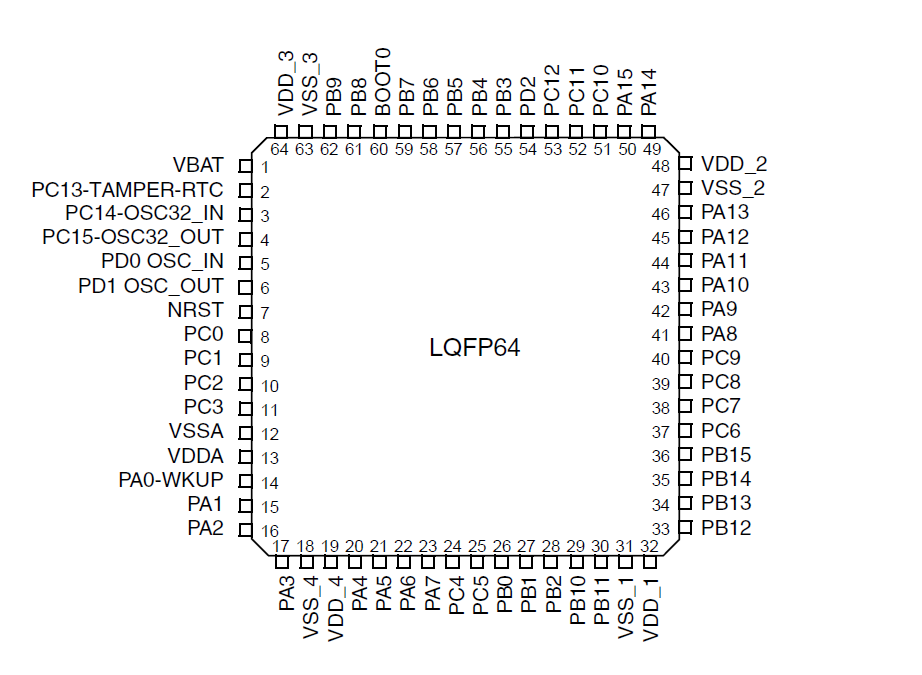 VDD_3
VSS_3
PB9
PB8
BOOT0
PB7
PB6
PB5
PB4
PB3
PD2
PC12
PC11
PC10
PA15
PA14
64 63 62 61 60 59 58 57 56 55 54 53 52 51 50 49
VBAT 1
PC13-TAMPER-RTC 2
PC14-OSC32_IN 3
PC15-OSC32_OUT 4
PD0 OSC_IN 5
PD1 OSC_OUT 6
NRST 7
PC0 8
PC1 9
PC2 10
PC3 11
VSSA 12
VDDA 13
PA0-WKUP 14
PA1 15
PA2 16
LQFP64
48 VDD_2
47 VSS_2
46 PA13
45 PA12
44 PA11
43 PA10
42 PA9
41 PA8
40 PC9
39 PC8
38 PC7
37 PC6
36 PB15
35 PB14
34 PB13
33 PB12
17 18 19 20 21 22 23 24 25 26 27 28 29 30 31 32
PA3
VSS_4
VDD_4
PA4
PA5
PA6
PA7
PC4
PC5
PB0
PB1
PB2
PB10
PB11
VSS_1
VDD_1